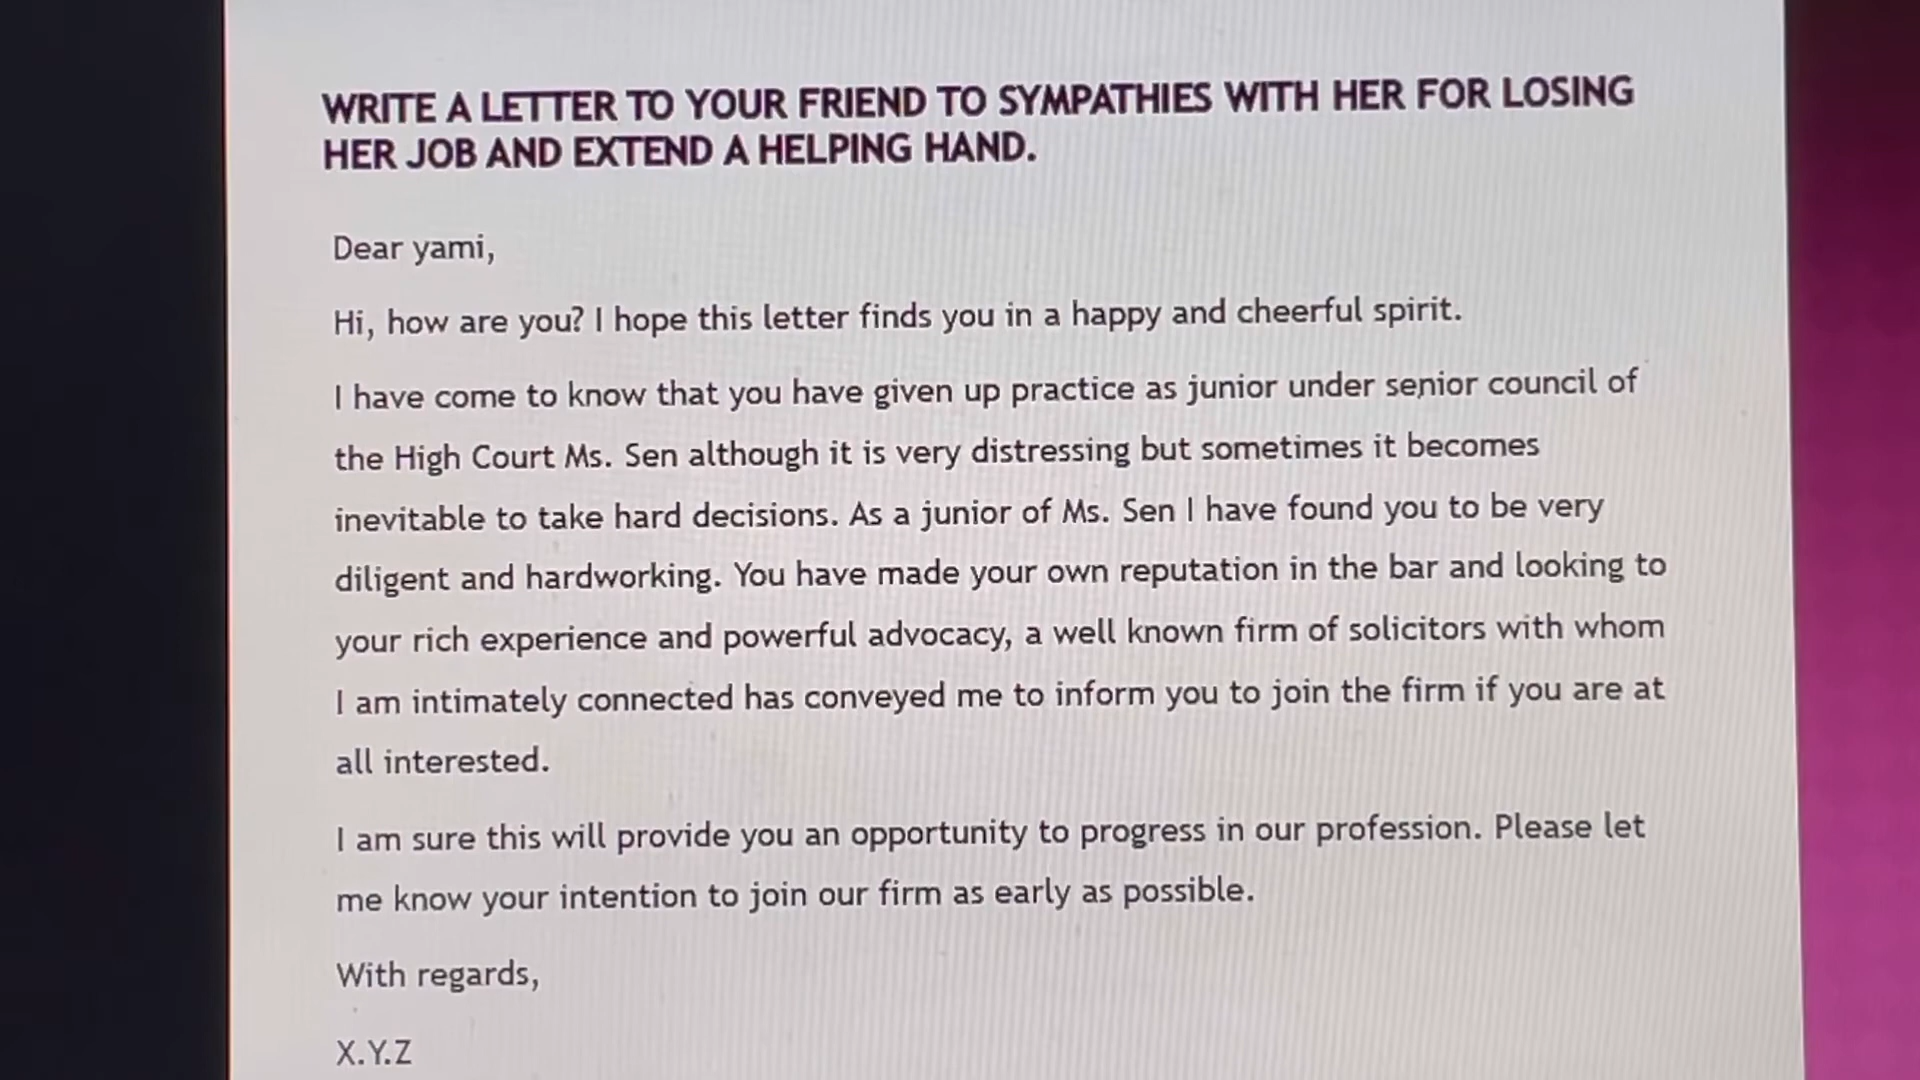 WRITE A LETTER TO YOUR FRIEND TO SYMPATHIES WITH HER FOR LOSING
HER JOB AND EXTEND A HELPING HAND.
Dear yami,
Hi, how are you? I hope this letter finds you in a happy and cheerful spirit.
I have come to know that you have given up practice as junior under senior council of
the High Court Ms. Sen although it is very distressing but sometimes it becomes
inevitable to take hard decisions. As a junior of Ms. Sen I have found you to be very
diligent and hardworking. You have made your own reputation in the bar and looking to
your rich experience and powerful advocacy, a well known firm of solicitors with whom
I am intimately connected has conveyed me to inform you to join the firm if you are at
all interested.
I am sure this will provide you an opportunity to progress in our profession. Please let
me know your intention to join our firm as early as possible.
With regards,
X.Y.Z